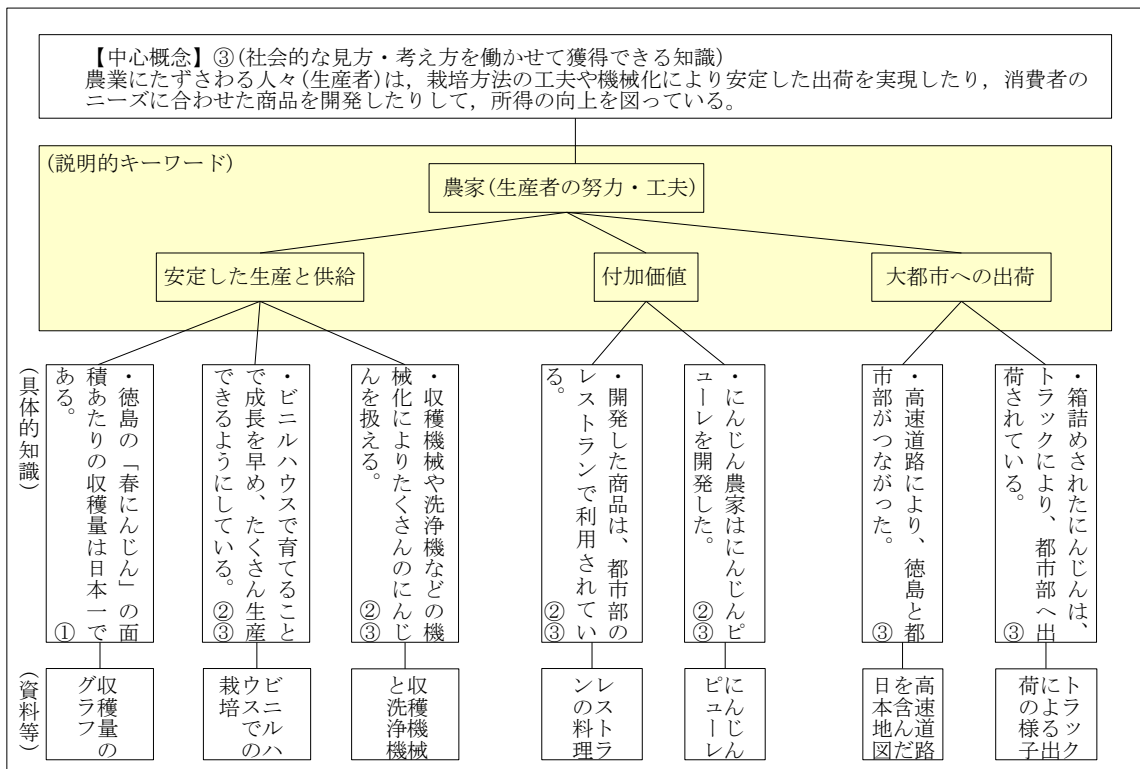 【中心概念】③(社会的な見方・考え方を働かせて獲得できる知識)
農業にたずさわる人々(生産者)は，栽培方法の工夫や機械化により安定した出荷を実現したり，消費者の
ニーズに合わせた商品を開発したりして，所得の向上を図っている。
(説明的キーワード)
農家(生産者の努力・工夫)
安定した生産と供給
付加価値
大都市への出荷
(具体的知識)
・徳島の「春にんじん」の面
積あたりの収穫量は日本一で
ある。
①
・ビニルハウスで育てること
で成長を早め、たくさん生産
できるようにしている。②③
・収穫機械や洗浄機などの機
械化によりたくさんのにんじ
んを扱える。
②③
・開発した商品は、都市部の
レストランで利用されてい
る。
②③
・にんじん農家はにんじんピ
ューレを開発した。
②③
・高速道路により、徳島と都
市部がつながった。
③
・箱詰めされたにんじんは、
トラックにより、都市部へ出
荷されている。
③
(資料等)
収穫量の
グラフ
ビニルハ
ウスでの
栽培
収穫機械
と洗浄機
レストラ
ンの料理
にんじん
ピューレ
高速道路
を含んだ
日本地図
トラック
による出
荷の様子